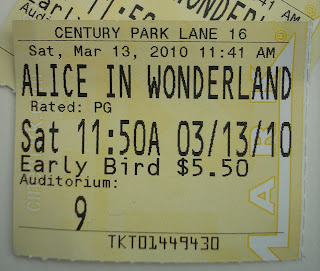 CENTURY PARK LANE 16
Sat, Mar 13, 2010 11:41 AM
ALICE IN WONDERLAND
Rated: PG
Sat 11:50A 03/13/10
Early Bird $5.50
Auditorium:
9
TKT01449430